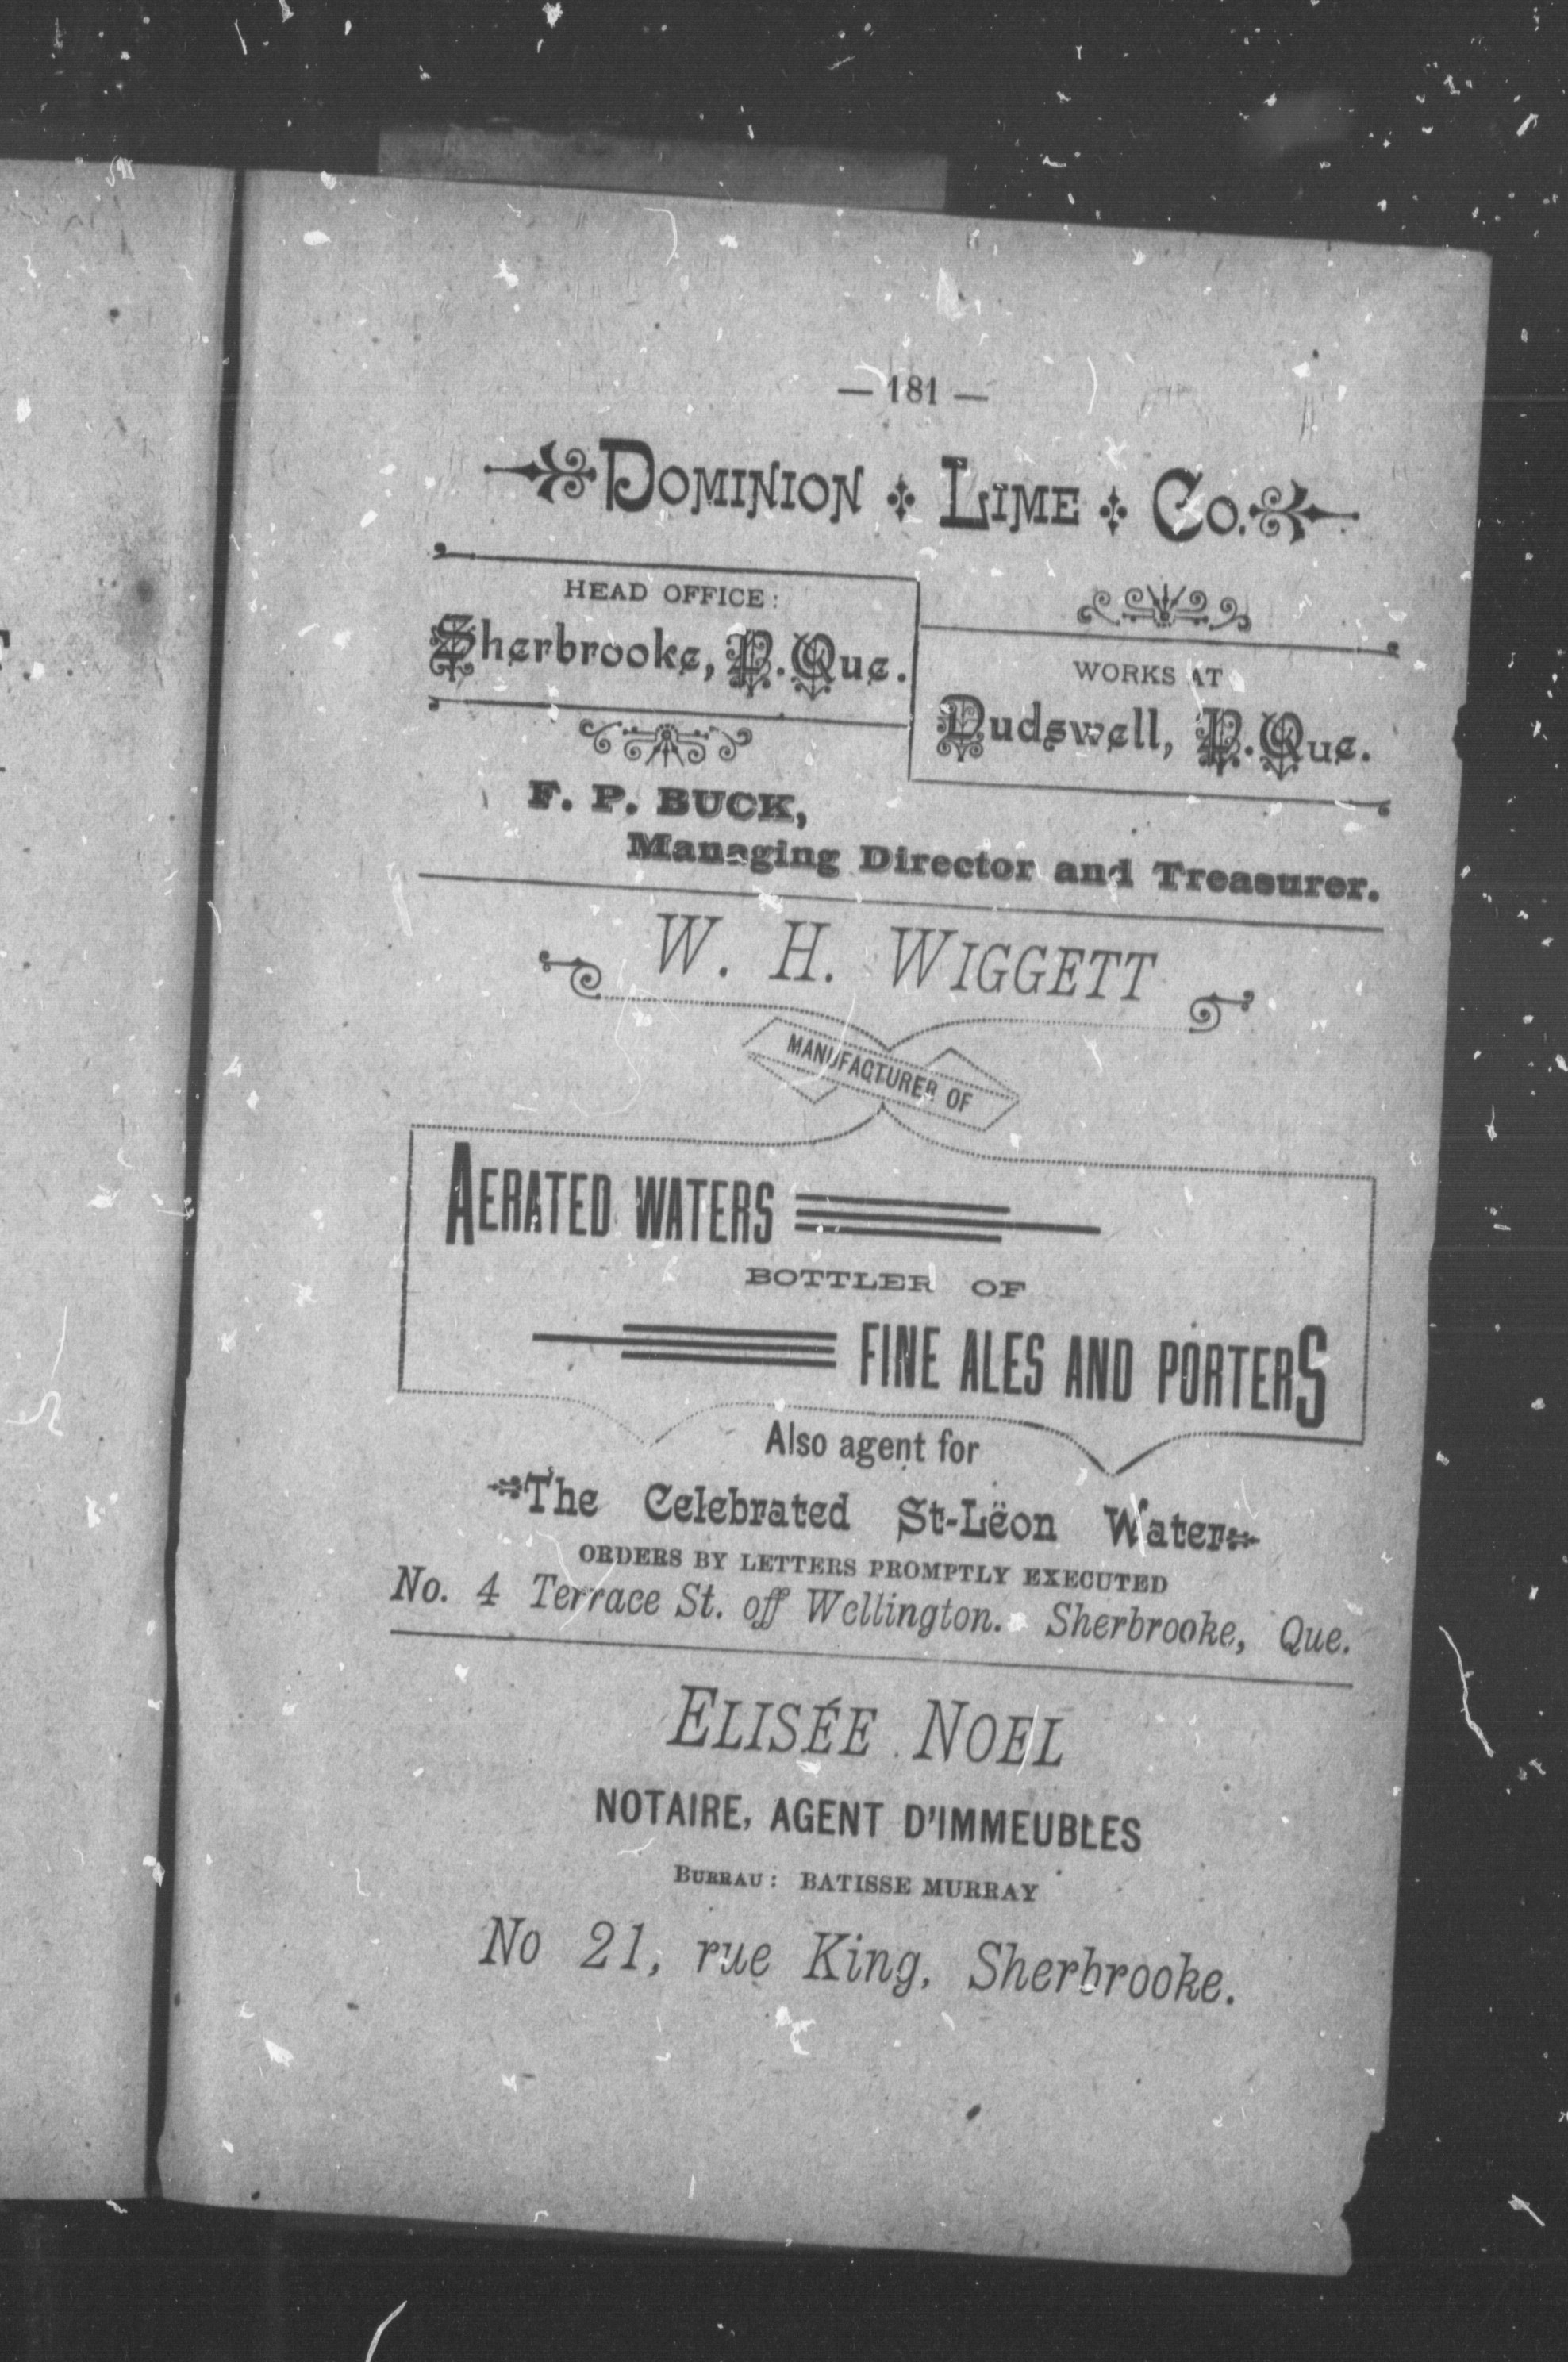 — 181 —
DOMINION LIME CO.
HEAD OFFICE:
Sherbrooke, P. Que.
WORKS AT
Dudswell, P. Que.
F. P. BUCK,
Managing Director and Treasurer.
W. H. WIGGETT
MANUFACTURER OF
AERATED WATERS
BOTTLER OF
FINE ALES AND PORTERS
Also agent for
The Celebrated St-Lëon Water
ORDERS BY LETTERS PROMPTLY EXECUTED
No. 4 Terrace St. off Wellington. Sherbrooke, Que.
ELISÉE NOEL
NOTAIRE, AGENT D'IMMEUBLES
BUREAU: BATISSE MURRAY
No 21, rue King, Sherbrooke.